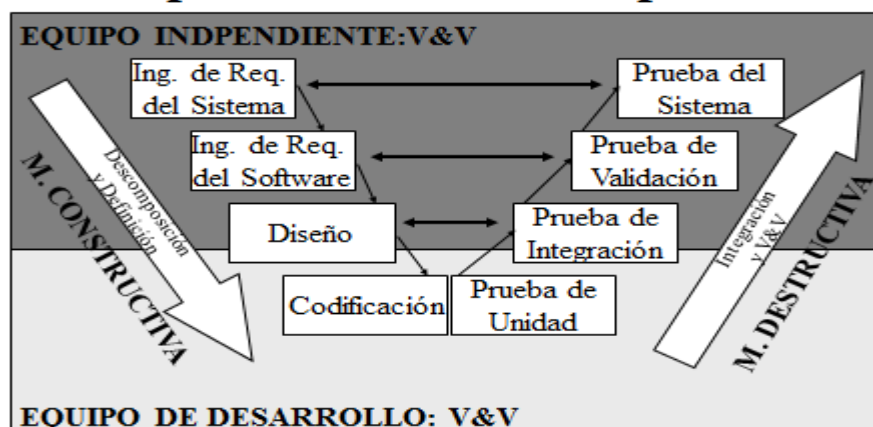 EQUIPO INDPENDIENTE:V&V
Ing. de Req.
del Sistema
Prueba del
Sistema
Ing. de Req.
del Software
Prueba de
Validación
Diseño
Prueba de
Integración
Codificación
Prueba de
Unidad
Descomposición
y Definición
M. CONSTRUCTIVA
Integración
y V&V
M. DESTRUCTIVA
EQUIPO DE DESARROLLO: V&V